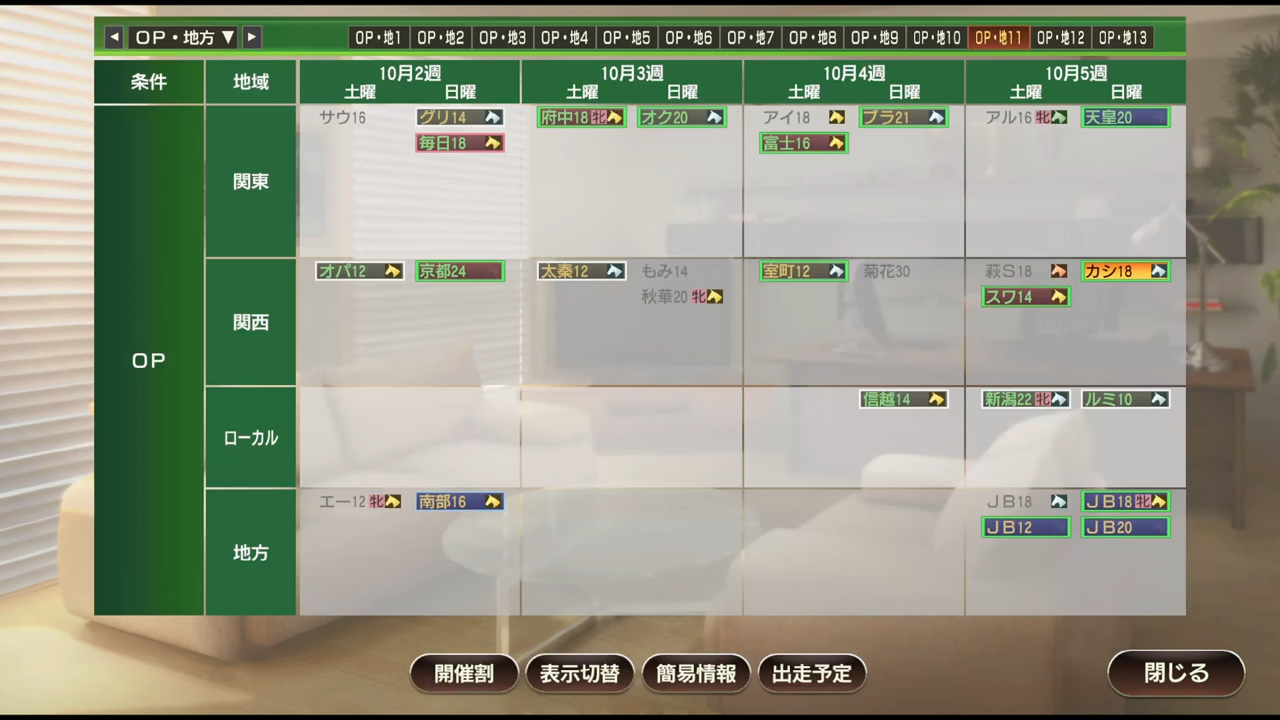 ◀ OP・地方▼ ▶ OP・地1 OP・地2 OP・地3 OP・地4 OP・地5 OP・地6 OP・地7 OP・地8 OP・地9 OP・地10 OP・地11 OP・地12 OP・地13
条件 地域 10月2週 10月3週 10月4週 10月5週
土曜 日曜 土曜 日曜 土曜 日曜 土曜 日曜
OP
関東
サウ16 グリ14 府中18牝 オク20 アイ18 ブラ21 アル16牝 天皇20
毎日18 富士16
関西
オパ12 京都24 太秦12 もみ14 室町12 菊花30 萩S18 カシ18
秋華20牝 スワ14
ローカル
信越14 新潟22牝 ルミ10
地方
エー12牝 南部16 JB18 JB18牝
JB12 JB20
開催割 表示切替 簡易情報 出走予定 閉じる